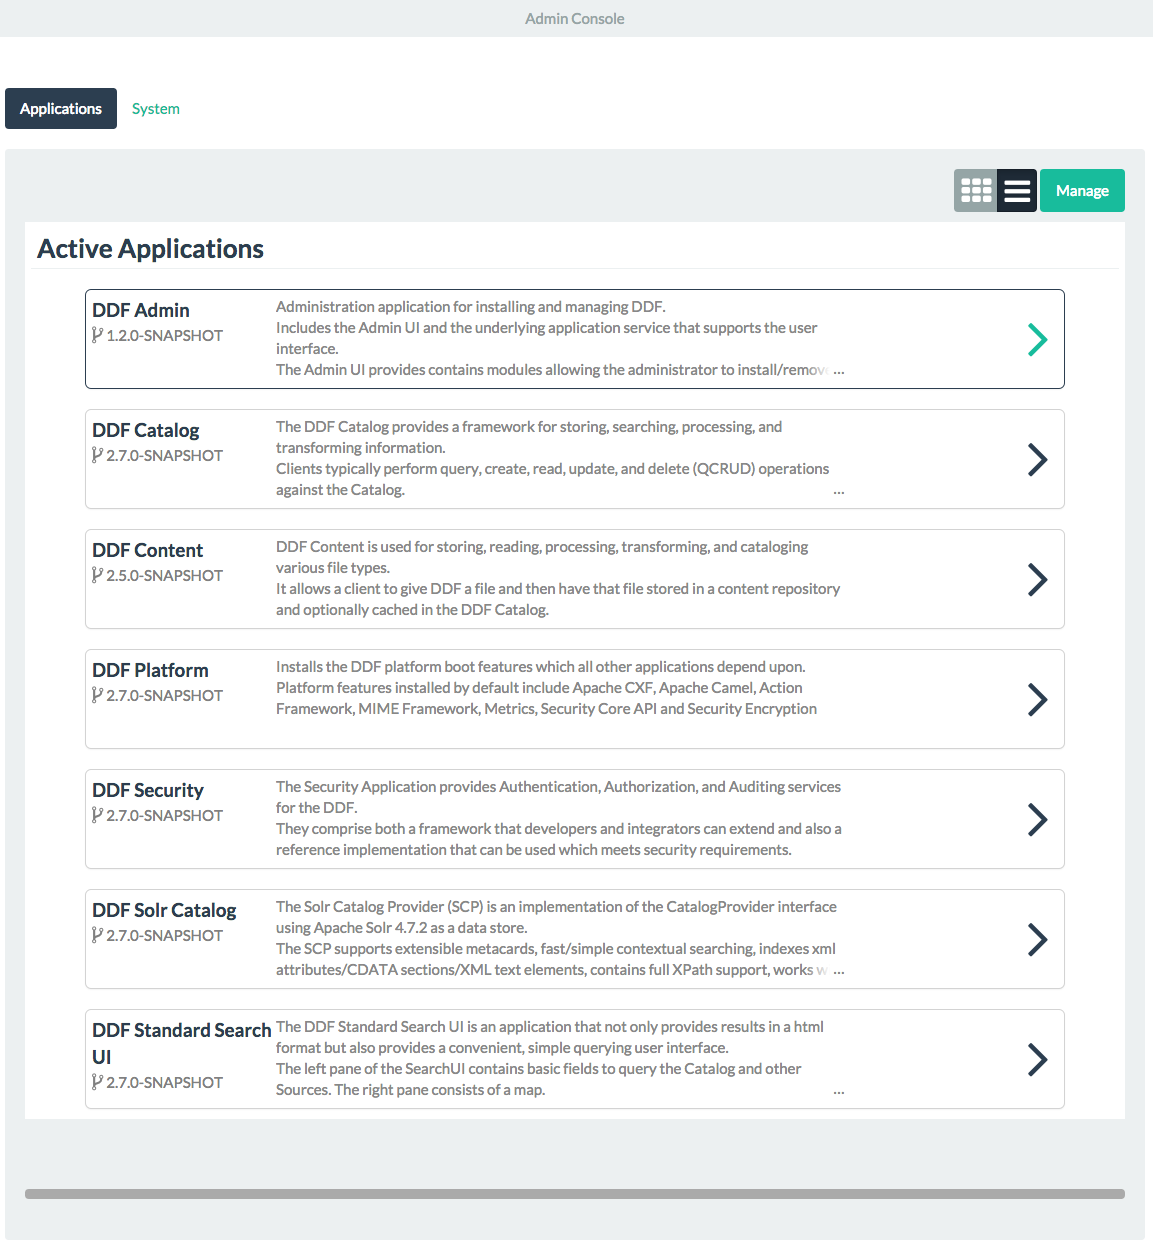 Admin Console
Applications
System
Manage
Active Applications
DDF Admin
1.2.0-SNAPSHOT
Administration application for installing and managing DDF.
Includes the Admin UI and the underlying application service that supports the user
interface.
The Admin UI provides contains modules allowing the administrator to install/remove ...
DDF Catalog
2.7.0-SNAPSHOT
The DDF Catalog provides a framework for storing, searching, processing, and
transforming information.
Clients typically perform query, create, read, update, and delete (QCRUD) operations
against the Catalog. ...
DDF Content
2.5.0-SNAPSHOT
DDF Content is used for storing, reading, processing, transforming, and cataloging
various file types.
It allows a client to give DDF a file and then have that file stored in a content repository
and optionally cached in the DDF Catalog.
DDF Platform
2.7.0-SNAPSHOT
Installs the DDF platform boot features which all other applications depend upon.
Platform features installed by default include Apache CXF, Apache Camel, Action
Framework, MIME Framework, Metrics, Security Core API and Security Encryption
DDF Security
2.7.0-SNAPSHOT
The Security Application provides Authentication, Authorization, and Auditing services
for the DDF.
They comprise both a framework that developers and integrators can extend and also a
reference implementation that can be used which meets security requirements.
DDF Solr Catalog
2.7.0-SNAPSHOT
The Solr Catalog Provider (SCP) is an implementation of the CatalogProvider interface
using Apache Solr 4.7.2 as a data store.
The SCP supports extensible metacards, fast/simple contextual searching, indexes xml
attributes/CDATA sections/XML text elements, contains full XPath support, works w ...
DDF Standard Search
UI
2.7.0-SNAPSHOT
The DDF Standard Search UI is an application that not only provides results in a html
format but also provides a convenient, simple querying user interface.
The left pane of the SearchUI contains basic fields to query the Catalog and other
Sources. The right pane consists of a map. ...